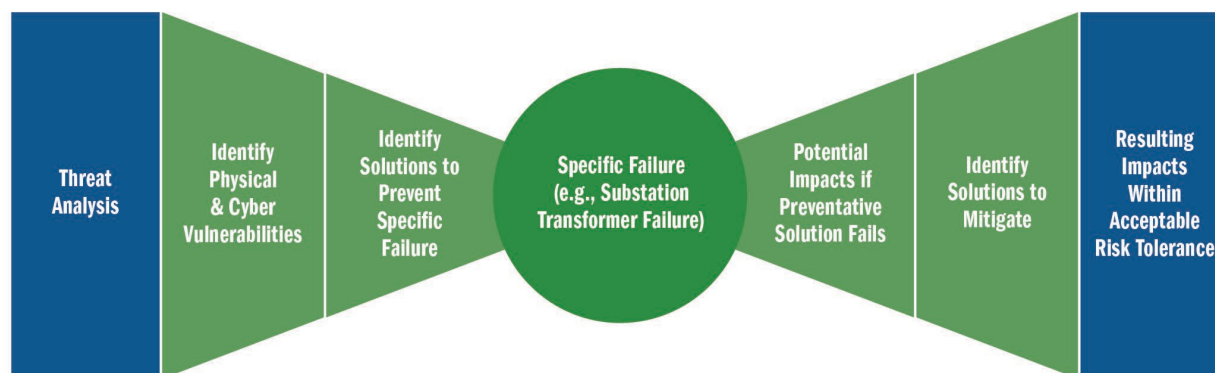 Threat
Analysis
Identify
Physical
& Cyber
Vulnerabilities
Identify
Solutions to
Prevent
Specific
Failure
Specific Failure
(e.g., Substation
Transformer Failure)
Potential
Impacts if
Preventative
Solution Fails
Identify
Solutions to
Mitigate
Resulting
Impacts
Within
Acceptable
Risk Tolerance